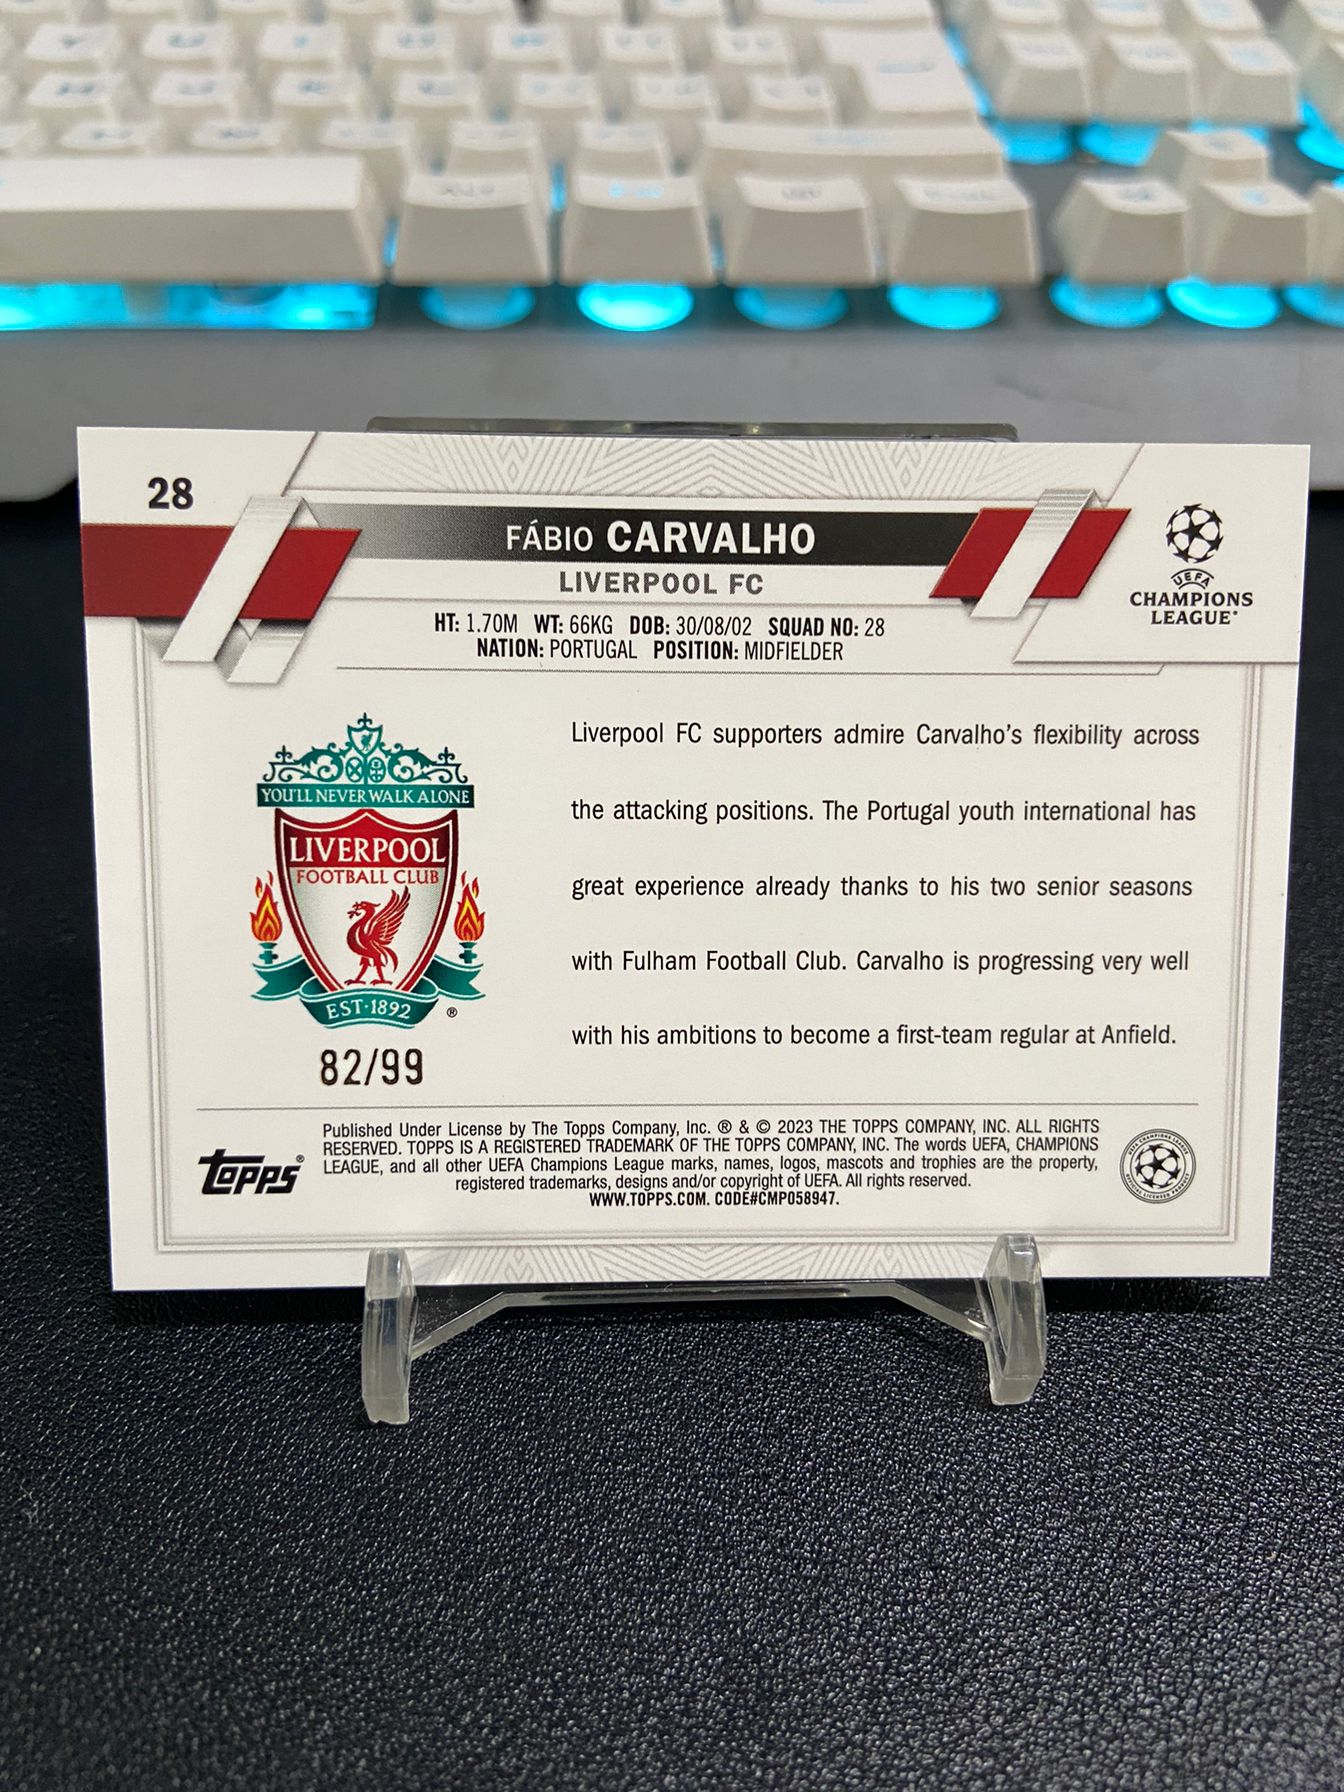 28
FÁBIO CARVALHO
LIVERPOOL FC
HT: 1.70M WT: 66KG DOB: 30/08/02 SQUAD NO: 28
NATION: PORTUGAL POSITION: MIDFIELDER
UEFA
CHAMPIONS
LEAGUE
YOU'LL NEVER WALK ALONE
LIVERPOOL
FOOTBALL CLUB
EST·1892 ®
82/99
Liverpool FC supporters admire Carvalho's flexibility across
the attacking positions. The Portugal youth international has
great experience already thanks to his two senior seasons
with Fulham Football Club. Carvalho is progressing very well
with his ambitions to become a first-team regular at Anfield.
topps®
Published Under License by The Topps Company, Inc. ® & © 2023 THE TOPPS COMPANY, INC. ALL RIGHTS
RESERVED. TOPPS IS A REGISTERED TRADEMARK OF THE TOPPS COMPANY, INC. The words UEFA, CHAMPIONS
LEAGUE, and all other UEFA Champions League marks, names, logos, mascots and trophies are the property,
registered trademarks, designs and/or copyright of UEFA. All rights reserved.
WWW.TOPPS.COM. CODE#CMP058947.
UEFA CHAMPIONS LEAGUE
OFFICIAL LICENSED PRODUCT